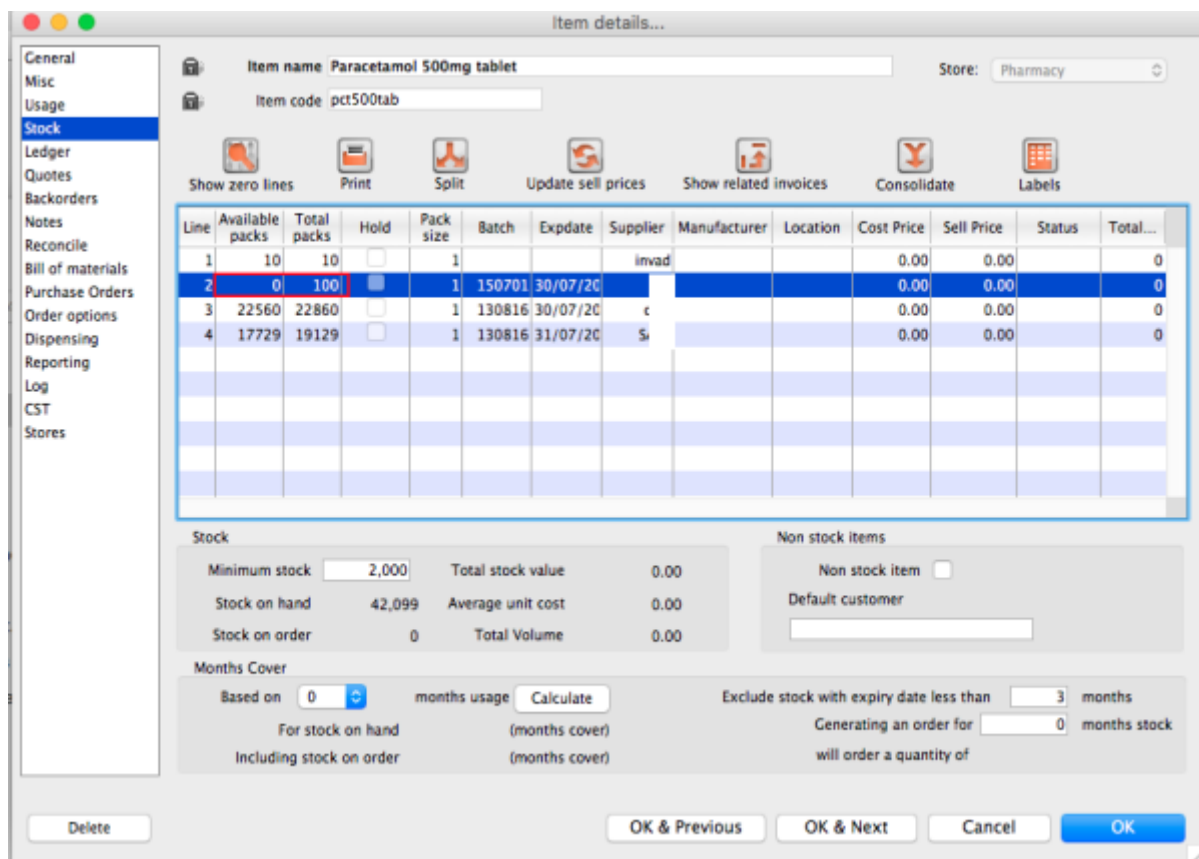 Item details...
General
Misc
Usage
Stock
Ledger
Quotes
Backorders
Notes
Reconcile
Bill of materials
Purchase Orders
Order options
Dispensing
Reporting
Log
CST
Stores
Item name Paracetamol 500mg tablet Store: Pharmacy
Item code pct500tab
Show zero lines Print Split Update sell prices Show related invoices Consolidate Labels
Line Available packs Total packs Hold Pack size Batch Expdate Supplier Manufacturer Location Cost Price Sell Price Status Total...
1 10 10 1 invad 0.00 0.00 0
2 0 100 1 150701 30/07/20 0.00 0.00 0
3 22560 22860 1 130816 30/07/20 0.00 0.00 0
4 17729 19129 1 130816 31/07/20 0.00 0.00 0
Stock Non stock items
Minimum stock 2,000 Total stock value 0.00 Non stock item
Stock on hand 42,099 Average unit cost 0.00 Default customer
Stock on order 0 Total Volume 0.00
Months Cover
Based on 0 months usage Calculate Exclude stock with expiry date less than 3 months
For stock on hand (months cover) Generating an order for 0 months stock
Including stock on order (months cover) will order a quantity of
Delete OK & Previous OK & Next Cancel OK